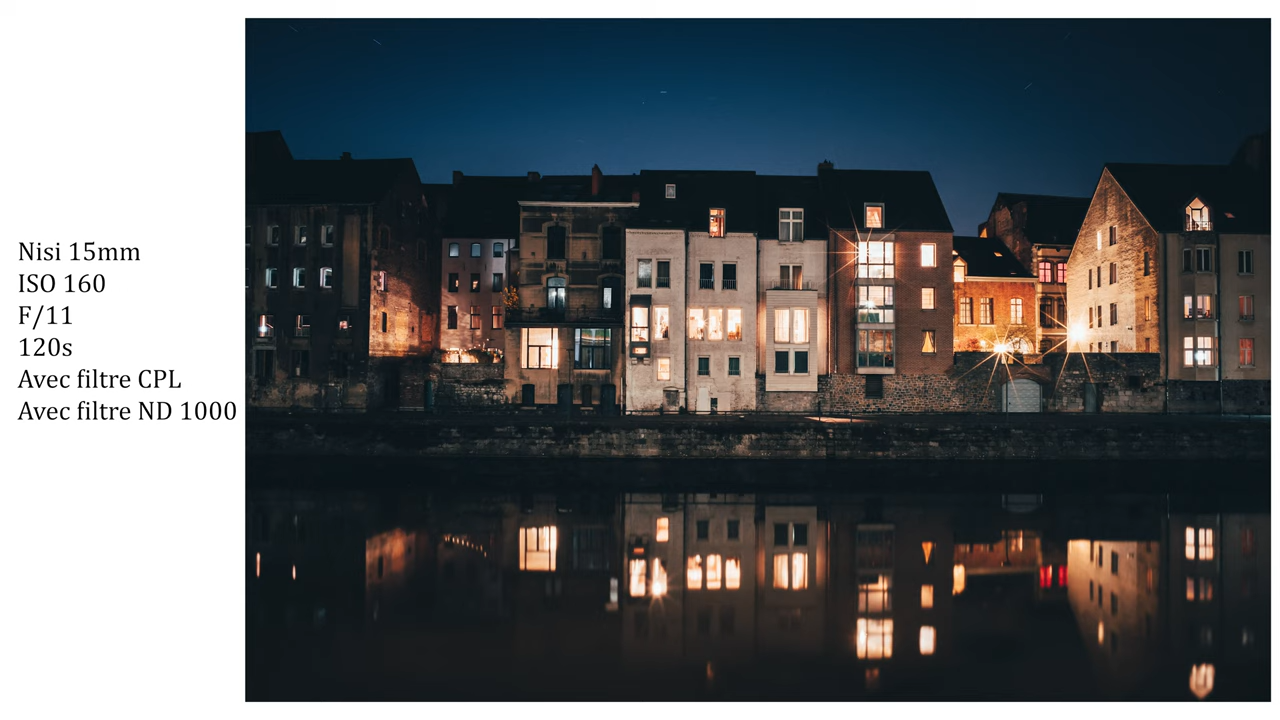 Nisi 15mm
ISO 160
F/11
120s
Avec filtre CPL
Avec filtre ND 1000